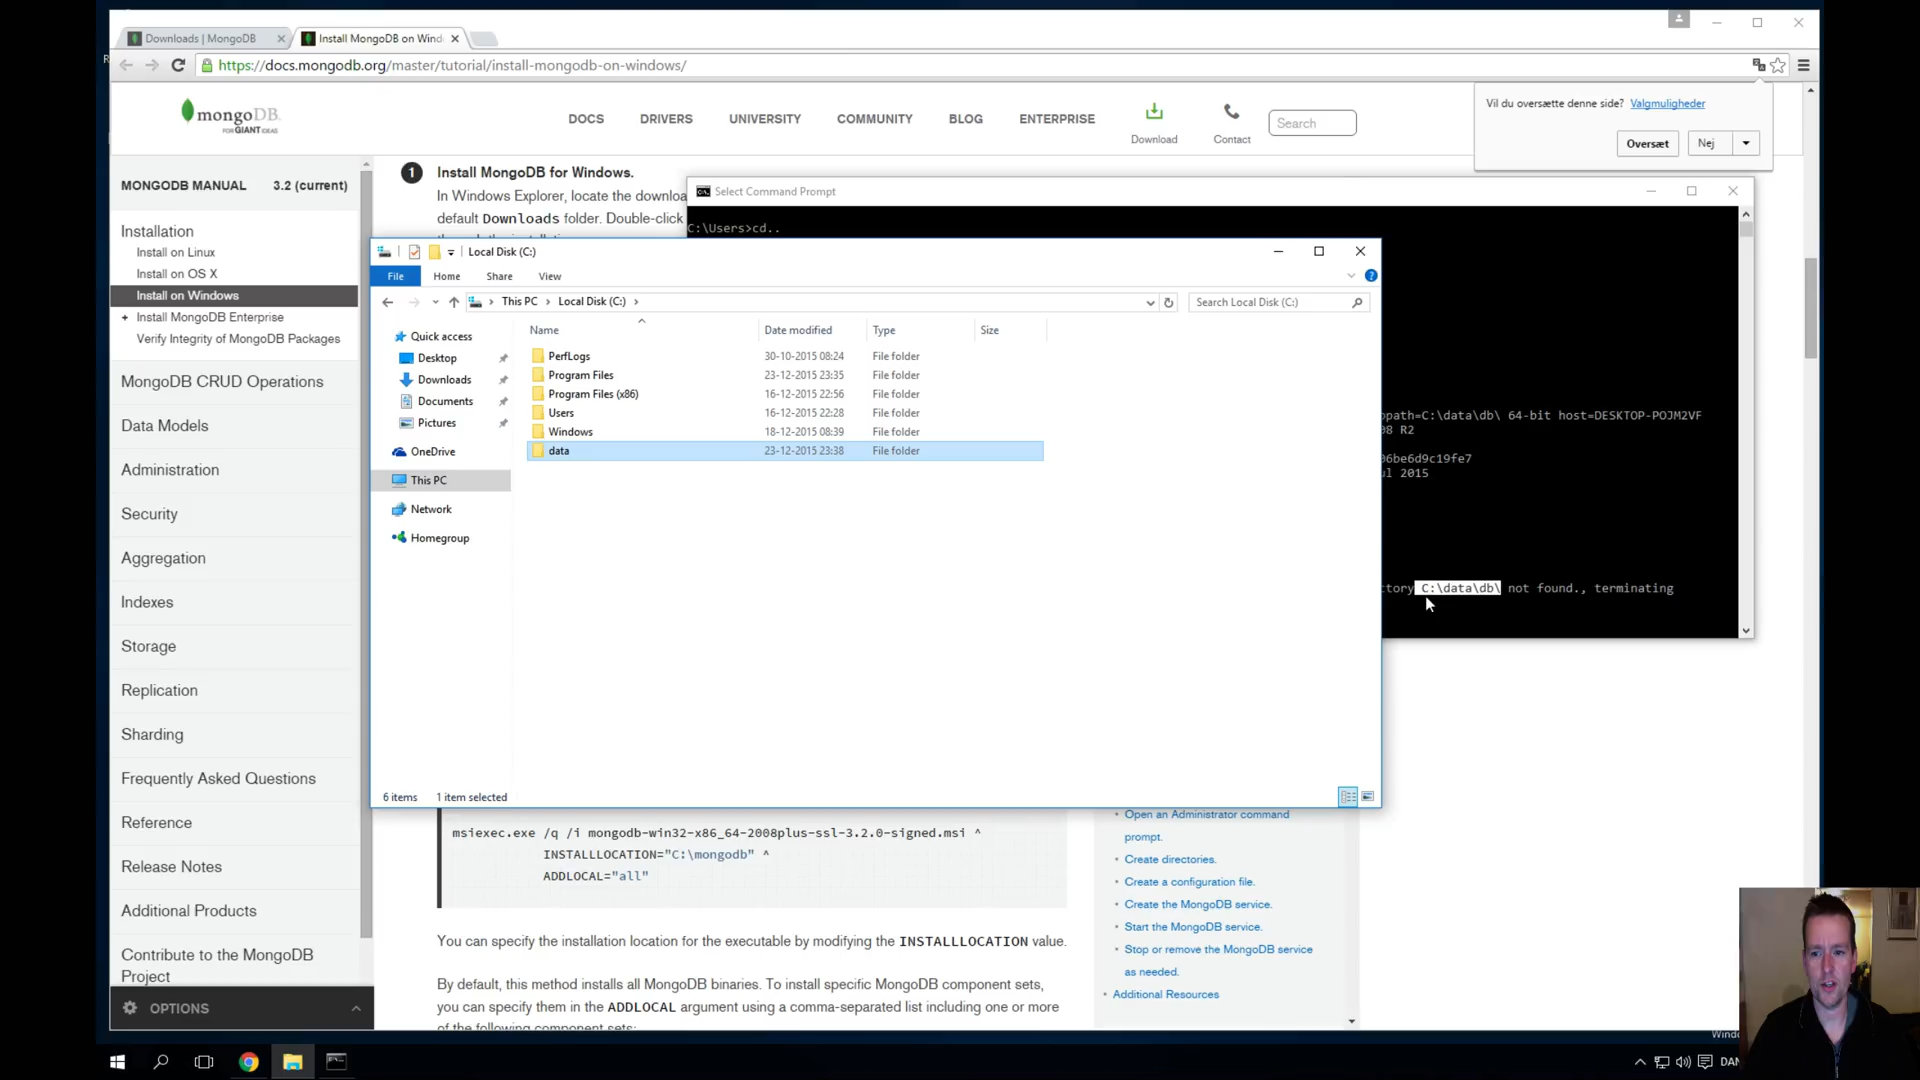 Downloads | MongoDB
Install MongoDB on Wind
https://docs.mongodb.org/master/tutorial/install-mongodb-on-windows/
mongoDB
FOR GIANT IDEAS
DOCS
DRIVERS
UNIVERSITY
COMMUNITY
BLOG
ENTERPRISE
Download
Contact
Search
Vil du oversætte denne side? Valgmuligheder
Oversæt
Nej
MONGODB MANUAL 3.2 (current)
Installation
Install on Linux
Install on OS X
Install on Windows
+ Install MongoDB Enterprise
Verify Integrity of MongoDB Packages
MongoDB CRUD Operations
Data Models
Administration
Security
Aggregation
Indexes
Storage
Replication
Sharding
Frequently Asked Questions
Reference
Release Notes
Additional Products
Contribute to the MongoDB
Project
OPTIONS
1 Install MongoDB for Windows.
In Windows Explorer, locate the downloa
default Downloads folder. Double-click
Select Command Prompt
C:\Users>cd..
bpath=C:\data\db\ 64-bit host=DESKTOP-POJM2VF
08 R2
06be6d9c19fe7
ul 2015
ctory C:\data\db\ not found., terminating
Local Disk (C:)
File
Home
Share
View
This PC
Local Disk (C:)
Search Local Disk (C:)
Quick access
Desktop
Downloads
Documents
Pictures
OneDrive
This PC
Network
Homegroup
Name Date modified Type Size
PerfLogs 30-10-2015 08:24 File folder
Program Files 23-12-2015 23:35 File folder
Program Files (x86) 16-12-2015 22:56 File folder
Users 16-12-2015 22:28 File folder
Windows 18-12-2015 08:39 File folder
data 23-12-2015 23:38 File folder
6 items 1 item selected
msiexec.exe /q /i mongodb-win32-x86_64-2008plus-ssl-3.2.0-signed.msi ^
INSTALLLOCATION="C:\mongodb" ^
ADDLOCAL="all"
You can specify the installation location for the executable by modifying the INSTALLLOCATION value.
By default, this method installs all MongoDB binaries. To install specific MongoDB component sets,
you can specify them in the ADDLOCAL argument using a comma-separated list including one or more
of the following component sets:
Open an Administrator command
prompt.
Create directories.
Create a configuration file.
Create the MongoDB service.
Start the MongoDB service.
Stop or remove the MongoDB service
as needed.
Additional Resources
Windo
DAN